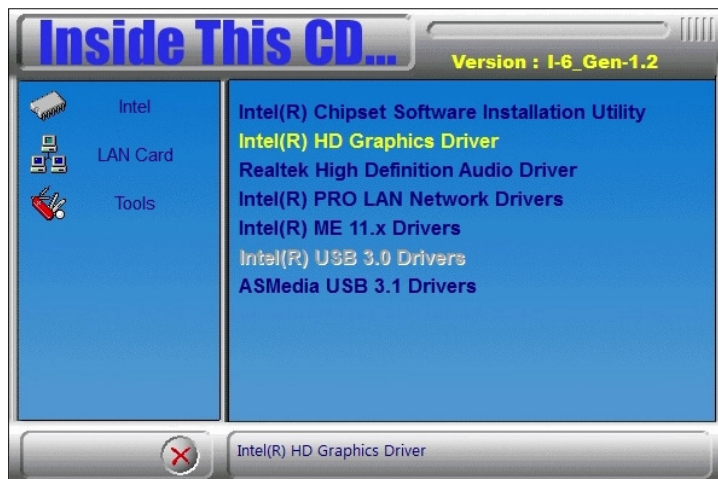 Inside This CD...
Version : I-6_Gen-1.2
Intel
LAN Card
Tools
Intel(R) Chipset Software Installation Utility
Intel(R) HD Graphics Driver
Realtek High Definition Audio Driver
Intel(R) PRO LAN Network Drivers
Intel(R) ME 11.x Drivers
Intel(R) USB 3.0 Drivers
ASMedia USB 3.1 Drivers
Intel(R) HD Graphics Driver